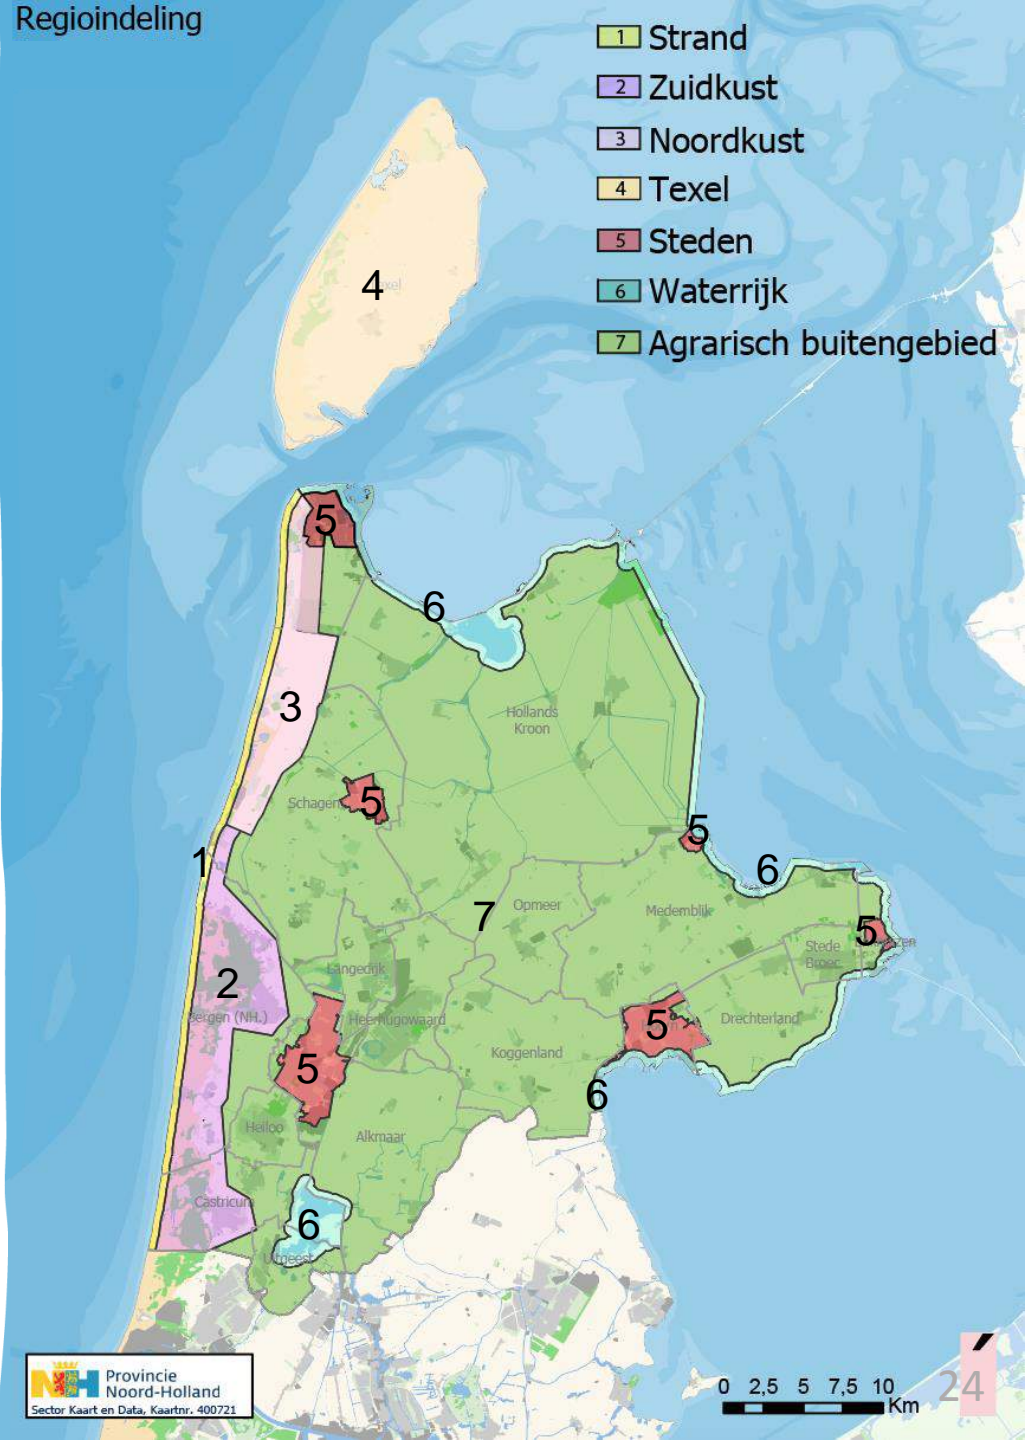 Regioindeling
1 Strand
2 Zuidkust
3 Noordkust
4 Texel
5 Steden
6 Waterrijk
7 Agrarisch buitengebied
4
5
6
3
Hollands
Kroon
Schagen
5
5
1
6
7
Opmeer
Medemblik
5
Stede
Broec
2
Langedijk
Bergen (NH.)
Heerhugowaard
5
Drechterland
Koggenland
5
6
Heiloo
Alkmaar
Castricum
6
Uitgeest
Provincie
Noord-Holland
Sector Kaart en Data, Kaartnr. 400721
0 2,5 5 7,5 10
Km
24